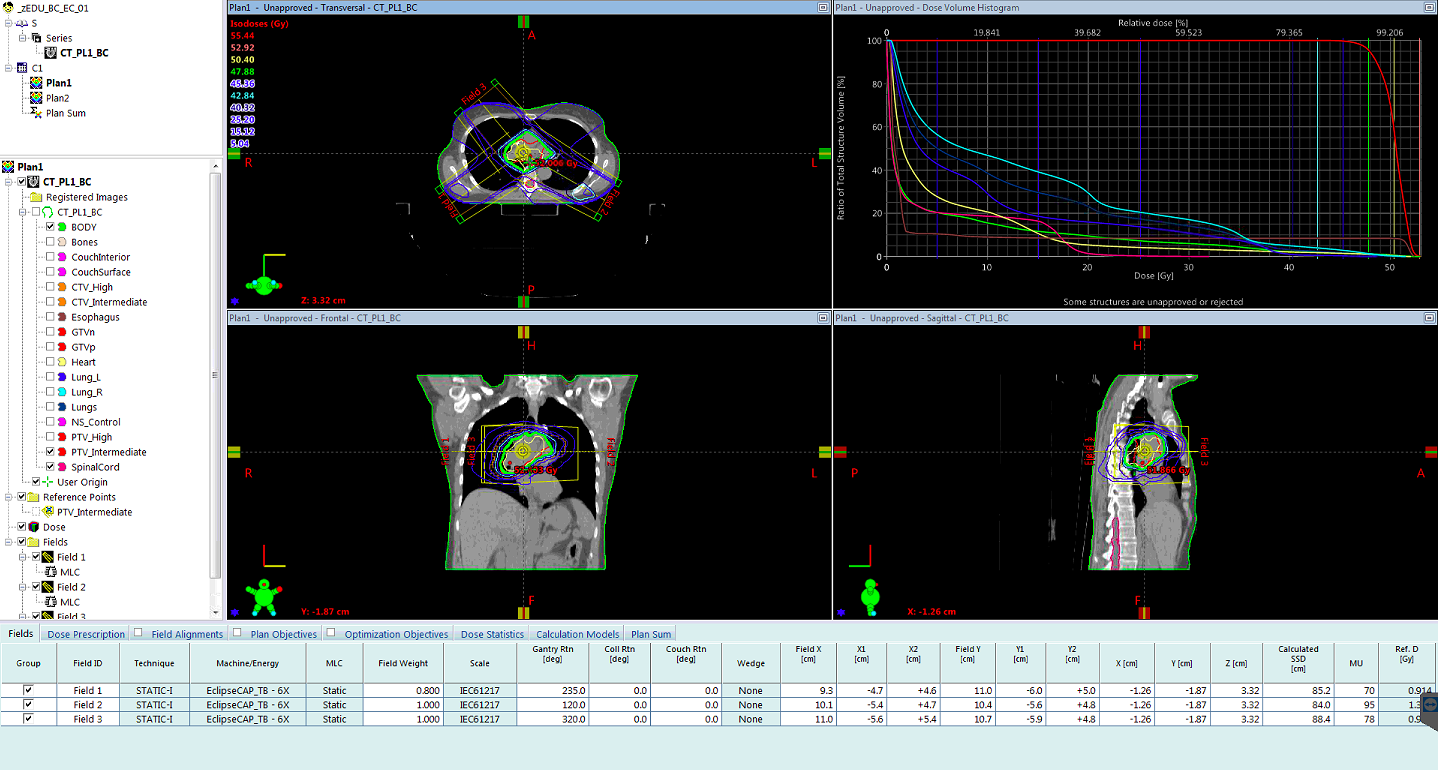 _zEDU_BC_EC_01
S
Series
CT_PL1_BC
C1
Plan1
Plan2
Plan Sum
Plan1
CT_PL1_BC
Registered Images
CT_PL1_BC
BODY
Bones
CouchInterior
CouchSurface
CTV_High
CTV_Intermediate
Esophagus
GTVn
GTVp
Heart
Lung_L
Lung_R
Lungs
NS_Control
PTV_High
PTV_Intermediate
SpinalCord
User Origin
Reference Points
PTV_Intermediate
Dose
Fields
Field 1
MLC
Field 2
MLC
Field 3
Plan1 - Unapproved - Transversal - CT_PL1_BC
Isodoses (Gy)
55.44
52.92
50.40
47.88
45.36
42.84
40.32
25.20
15.12
5.04
A
R
L
P
Field 3
Field 2
Z: 3.32 cm
Plan1 - Unapproved - Dose Volume Histogram
Relative dose [%]
0 19.841 39.682 59.523 79.365 99.206
Ratio of Total Structure Volume [%]
100
80
60
40
20
0
0 10 20 30 40 50
Dose [Gy]
Some structures are unapproved or rejected
Plan1 - Unapproved - Frontal - CT_PL1_BC
H
R
L
F
Field 1
Field 3
Field 2
Y: -1.87 cm
Plan1 - Unapproved - Sagittal - CT_PL1_BC
H
P
A
F
Field 3
X: -1.26 cm
Fields Dose Prescription Field Alignments Plan Objectives Optimization Objectives Dose Statistics Calculation Models Plan Sum
Group Field ID Technique Machine/Energy MLC Field Weight Scale Gantry Rtn [deg] Coll Rtn [deg] Couch Rtn [deg] Wedge Field X [cm] X1 [cm] X2 [cm] Field Y [cm] Y1 [cm] Y2 [cm] X [cm] Y [cm] Z [cm] Calculated SSD [cm] MU Ref. D [Gy]
Field 1 STATIC-I EclipseCAP_TB - 6X Static 0.800 IEC61217 235.0 0.0 0.0 None 9.3 -4.7 +4.6 11.0 -6.0 +5.0 -1.26 -1.87 3.32 85.2 70 0.914
Field 2 STATIC-I EclipseCAP_TB - 6X Static 1.000 IEC61217 120.0 0.0 0.0 None 10.1 -5.4 +4.7 10.4 -5.6 +4.8 -1.26 -1.87 3.32 84.0 95 1.3
Field 3 STATIC-I EclipseCAP_TB - 6X Static 1.000 IEC61217 320.0 0.0 0.0 None 11.0 -5.6 +5.4 10.7 -5.9 +4.8 -1.26 -1.87 3.32 88.4 78 0.9